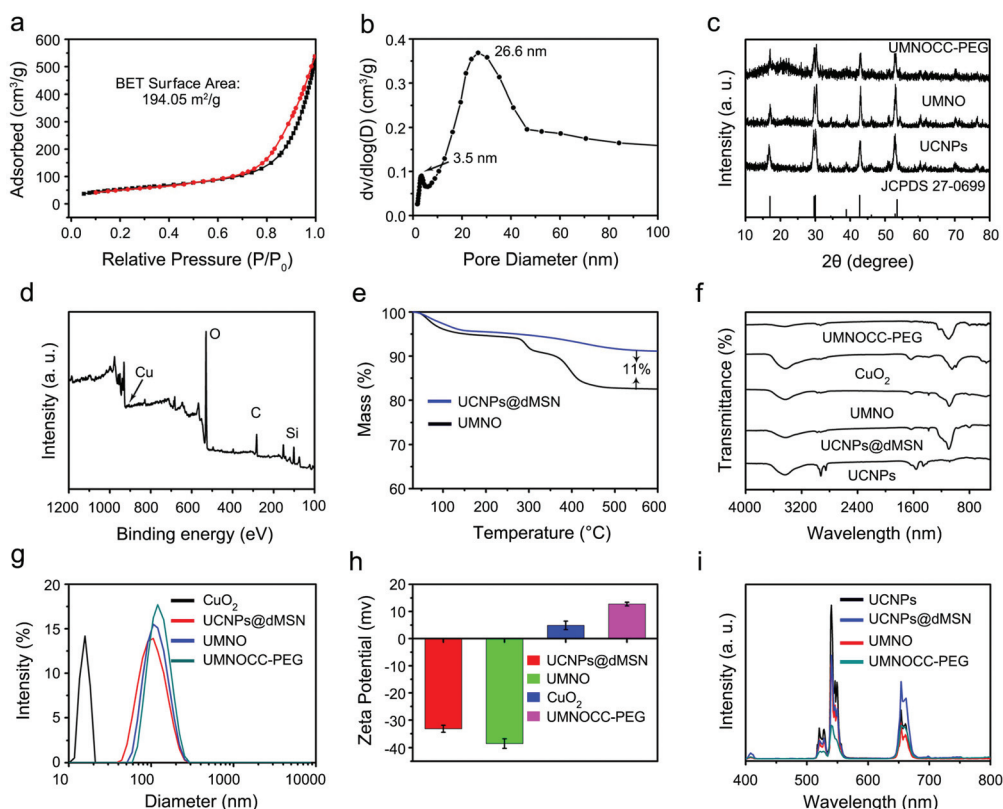 a
600
500
400
300
200
100
0
Adsorbed (cm³/g)
BET Surface Area:
194.05 m²/g
0.0 0.2 0.4 0.6 0.8 1.0
Relative Pressure (P/P₀)
b
0.4
0.3
0.2
0.1
0.0
dv/dlog(D) (cm³/g)
26.6 nm
3.5 nm
0 20 40 60 80 100
Pore Diameter (nm)
c
Intensity (a. u.)
UMNOCC-PEG
UMNO
UCNPs
JCPDS 27-0699
10 20 30 40 50 60 70 80
2θ (degree)
d
Intensity (a. u.)
Cu
O
C
Si
1200 1000 800 600 400 200 100
Binding energy (eV)
e
100
90
80
70
60
Mass (%)
11%
UCNPs@dMSN
UMNO
100 200 300 400 500 600
Temperature (°C)
f
Transmittance (%)
UMNOCC-PEG
CuO₂
UMNO
UCNPs@dMSN
UCNPs
4000 3200 2400 1600 800
Wavelength (nm)
g
20
15
10
5
0
Intensity (%)
CuO₂
UCNPs@dMSN
UMNO
UMNOCC-PEG
10 100 1000 10000
Diameter (nm)
h
20
10
0
-10
-20
-30
-40
Zeta Potential (mv)
UCNPs@dMSN
UMNO
CuO₂
UMNOCC-PEG
i
Intensity (a. u.)
UCNPs
UCNPs@dMSN
UMNO
UMNOCC-PEG
400 500 600 700 800
Wavelength (nm)